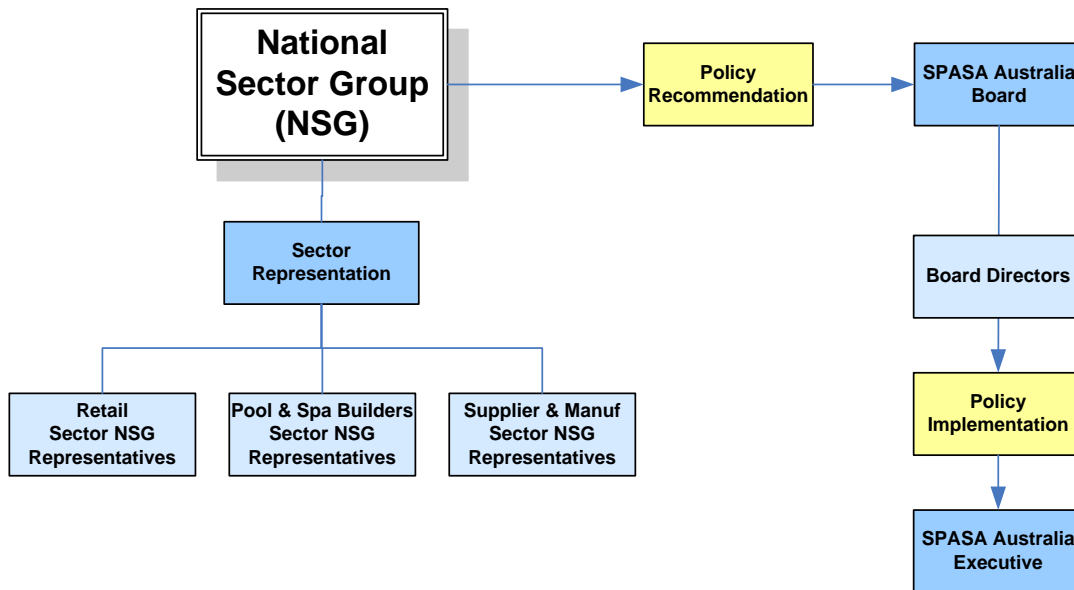 National
Sector Group
(NSG)
Policy
Recommendation
SPASA Australia
Board
Sector
Representation
Board Directors
Retail
Sector NSG
Representatives
Pool & Spa Builders
Sector NSG
Representatives
Supplier & Manuf
Sector NSG
Representatives
Policy
Implementation
SPASA Australia
Executive